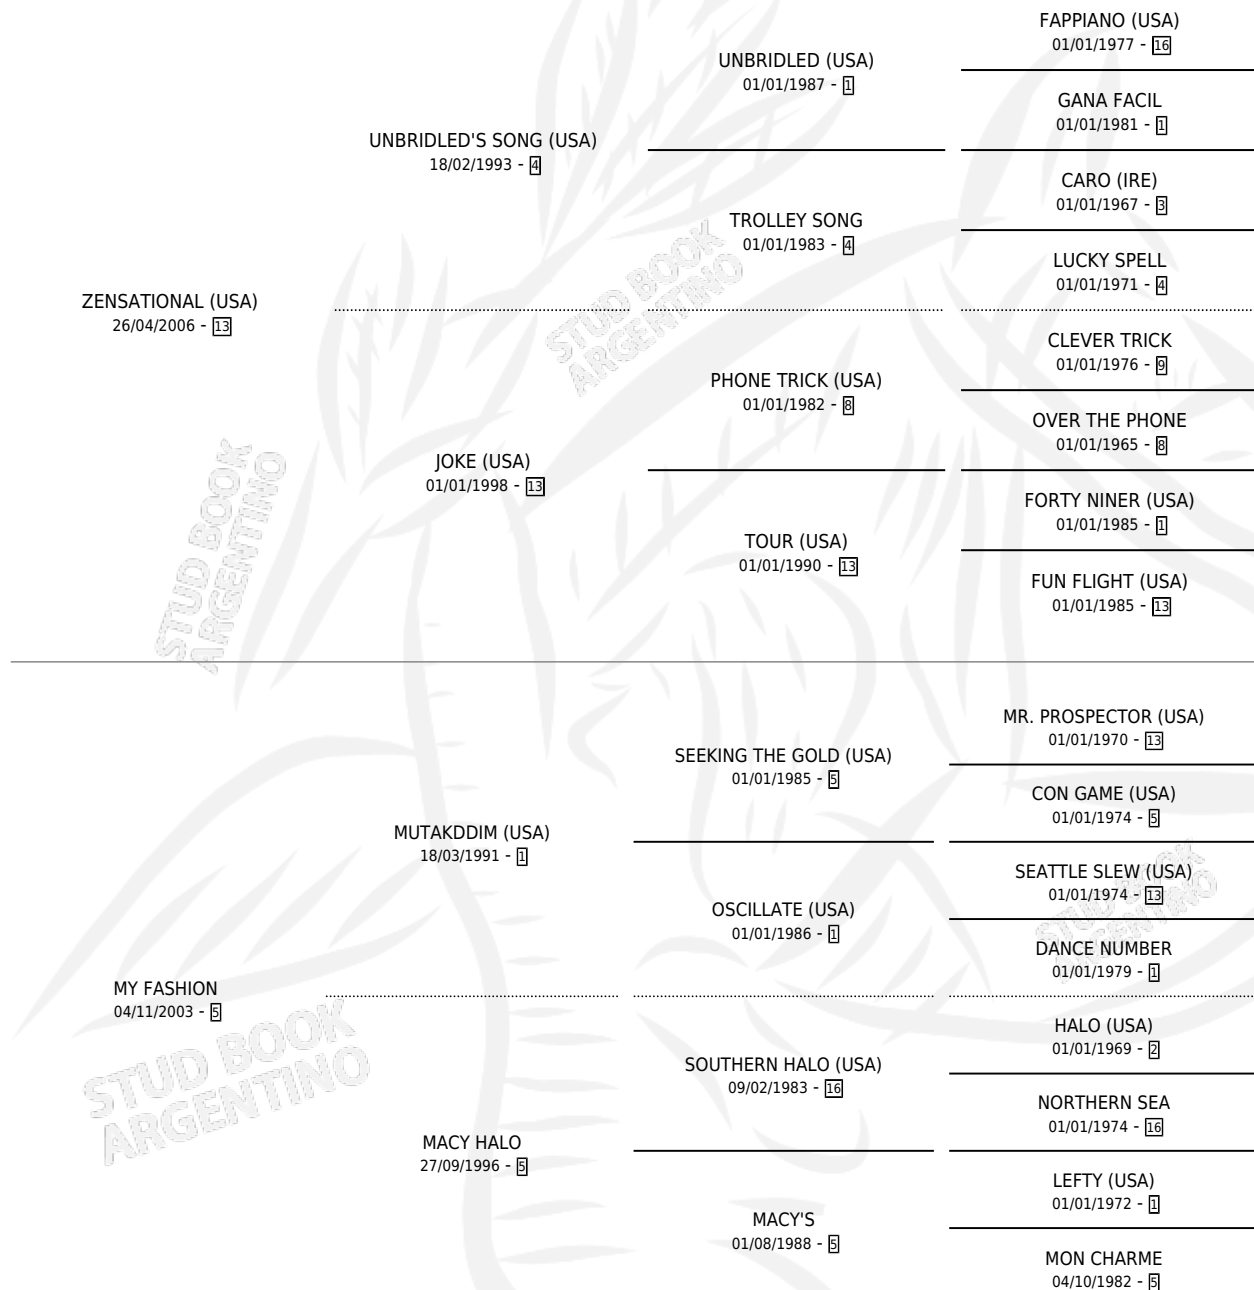 FAPPIANO (USA)
01/01/1977 - 16
UNBRIDLED (USA)
01/01/1987 - 1
GANA FACIL
01/01/1981 - 1
UNBRIDLED'S SONG (USA)
18/02/1993 - 4
CARO (IRE)
01/01/1967 - 3
TROLLEY SONG
01/01/1983 - 4
LUCKY SPELL
01/01/1971 - 4
ZENSATIONAL (USA)
26/04/2006 - 13
CLEVER TRICK
01/01/1976 - 9
PHONE TRICK (USA)
01/01/1982 - 8
OVER THE PHONE
01/01/1965 - 8
JOKE (USA)
01/01/1998 - 13
FORTY NINER (USA)
01/01/1985 - 1
TOUR (USA)
01/01/1990 - 13
FUN FLIGHT (USA)
01/01/1985 - 13
MR. PROSPECTOR (USA)
01/01/1970 - 13
SEEKING THE GOLD (USA)
01/01/1985 - 5
CON GAME (USA)
01/01/1974 - 5
MUTAKDDIM (USA)
18/03/1991 - 1
SEATTLE SLEW (USA)
01/01/1974 - 13
OSCILLATE (USA)
01/01/1986 - 1
DANCE NUMBER
01/01/1979 - 1
MY FASHION
04/11/2003 - 5
HALO (USA)
01/01/1969 - 2
SOUTHERN HALO (USA)
09/02/1983 - 16
NORTHERN SEA
01/01/1974 - 16
MACY HALO
27/09/1996 - 5
LEFTY (USA)
01/01/1972 - 1
MACY'S
01/08/1988 - 5
MON CHARME
04/10/1982 - 5
STUD BOOK
ARGENTINO
STUD BOOK
ARGENTINO
STUD BOOK
ARGENTINO
STUD BOOK
ARGENTINO